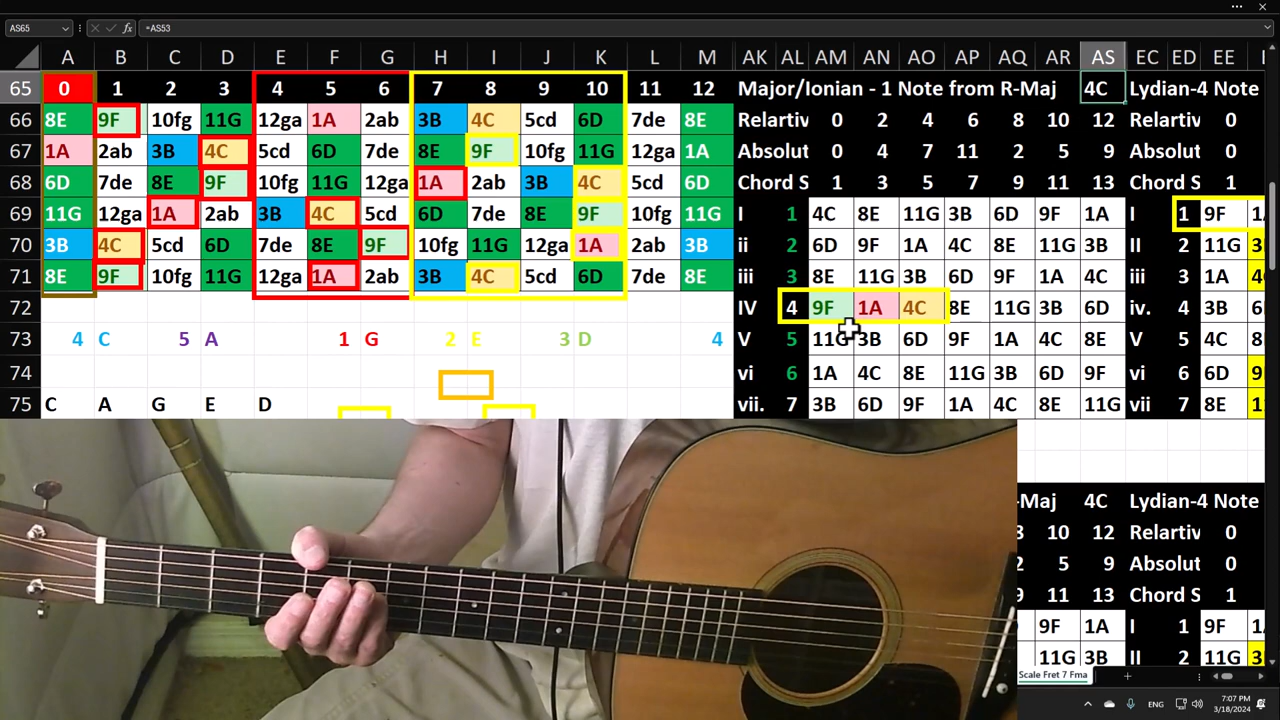 AS65 =AS53
A B C D E F G H I J K L M AK AL AM AN AO AP AQ AR AS EC ED EE
65 0 1 2 3 4 5 6 7 8 9 10 11 12 Major/Ionian - 1 Note from R-Maj 4C Lydian-4 Note
66 8E 9F 10fg 11G 12ga 1A 2ab 3B 4C 5cd 6D 7de 8E Relartiv 0 2 4 6 8 10 12 Relartiv 0
67 1A 2ab 3B 4C 5cd 6D 7de 8E 9F 10fg 11G 12ga 1A Absolut 0 4 7 11 2 5 9 Absolut 0
68 6D 7de 8E 9F 10fg 11G 12ga 1A 2ab 3B 4C 5cd 6D Chord S 1 3 5 7 9 11 13 Chord S 1
69 11G 12ga 1A 2ab 3B 4C 5cd 6D 7de 8E 9F 10fg 11G I 1 4C 8E 11G 3B 6D 9F 1A I 1 9F 1
70 3B 4C 5cd 6D 7de 8E 9F 10fg 11G 12ga 1A 2ab 3B ii 2 6D 9F 1A 4C 8E 11G 3B II 2 11G 3
71 8E 9F 10fg 11G 12ga 1A 2ab 3B 4C 5cd 6D 7de 8E iii 3 8E 11G 3B 6D 9F 1A 4C iii 3 1A 4
72 IV 4 9F 1A 4C 8E 11G 3B 6D iv. 4 3B 6
73 4 C 5 A 1 G 2 E 3 D 4 V 5 11G 3B 6D 9F 1A 4C 8E V 5 4C 8
74 vi 6 1A 4C 8E 11G 3B 6D 9F vi 6 6D 9
75 C A G E D vii. 7 3B 6D 9F 1A 4C 8E 11G vii 7 8E 1
-Maj 4C Lydian-4 Note
8 10 12 Relartiv 0
2 5 9 Absolut 0
9 11 13 Chord S 1
9F 1A I 1 9F 1
11G 3B II 2 11G 3
Scale Fret 7 Fma
ENG 7:07 PM
3/18/2024